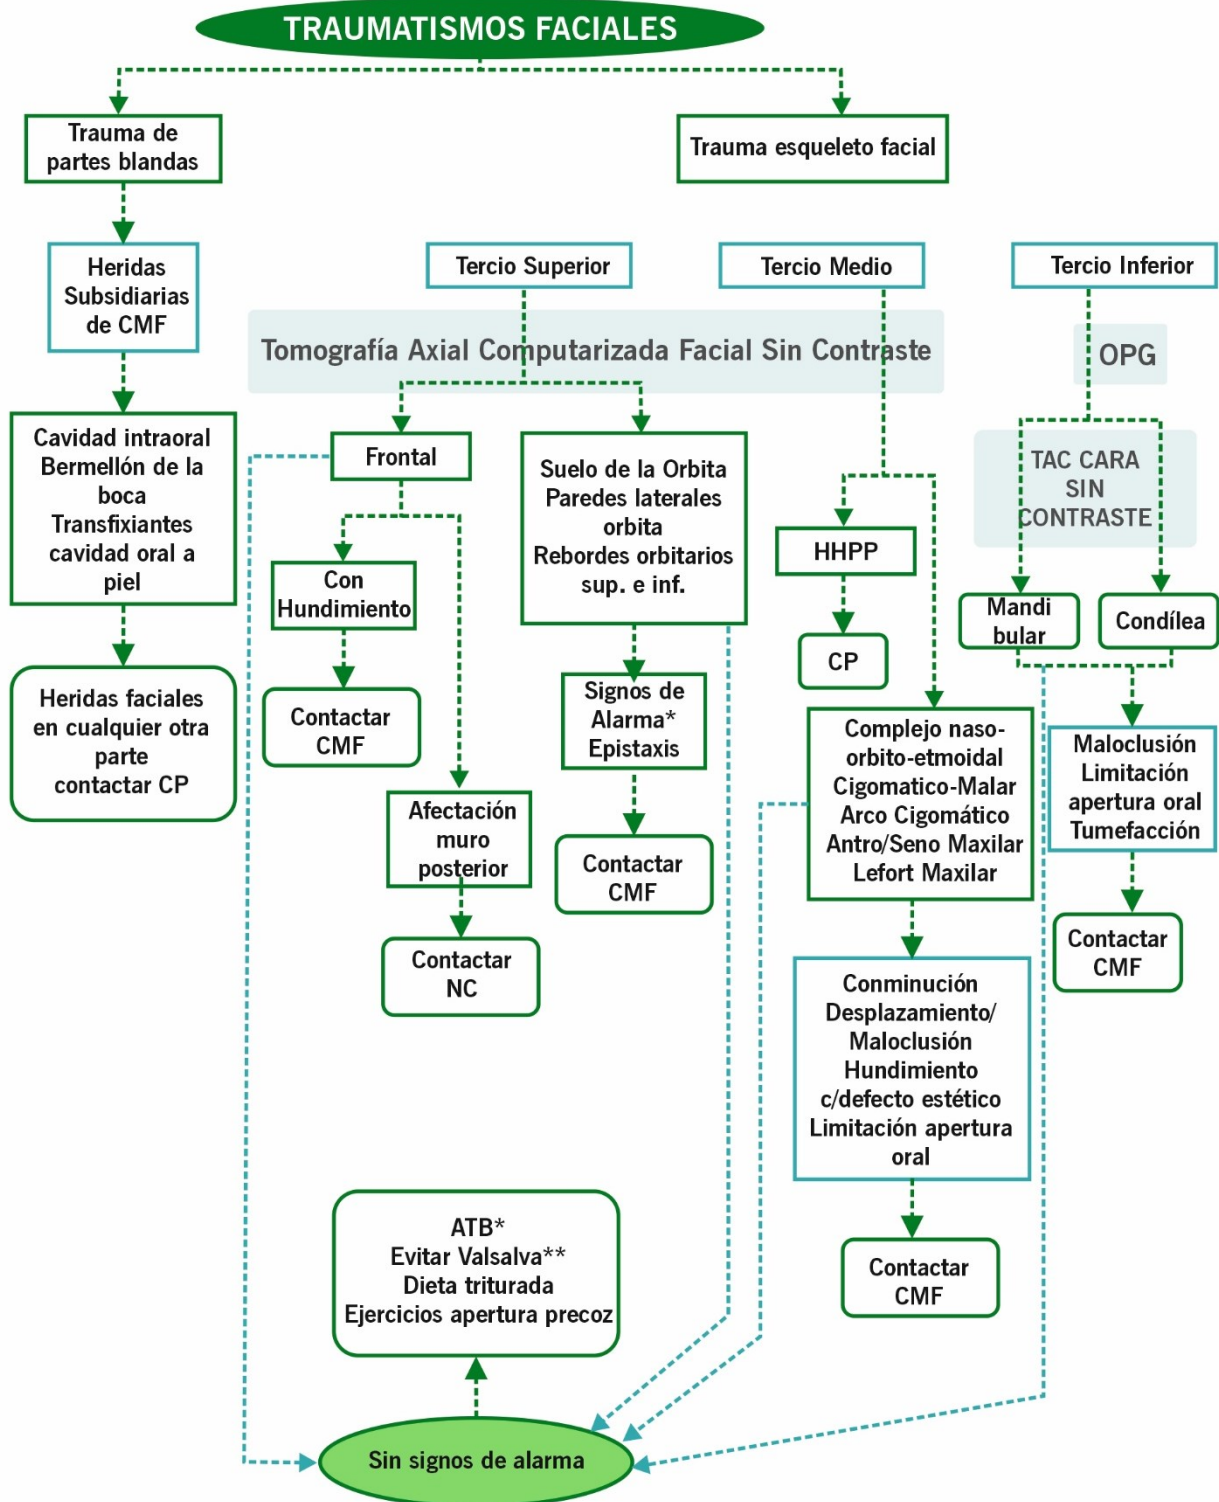 TRAUMATISMOS FACIALES
Trauma de
partes blandas
Trauma esqueleto facial
Heridas
Subsidiarias
de CMF
Tercio Superior
Tercio Medio
Tercio Inferior
Tomografía Axial Computarizada Facial Sin Contraste
OPG
Cavidad intraoral
Bermellón de la
boca
Transfixiantes
cavidad oral a
piel
Frontal
Suelo de la Orbita
Paredes laterales
orbita
Rebordes orbitarios
sup. e inf.
TAC CARA
SIN
CONTRASTE
HHPP
Con
Hundimiento
Mandi
bular
Condílea
CP
Heridas faciales
en cualquier otra
parte
contactar CP
Contactar
CMF
Signos de
Alarma*
Epistaxis
Complejo naso-
orbito-etmoidal
Cigomatico-Malar
Arco Cigomático
Antro/Seno Maxilar
Lefort Maxilar
Maloclusión
Limitación
apertura oral
Tumefacción
Afectación
muro
posterior
Contactar
CMF
Contactar
NC
Contactar
CMF
Conminución
Desplazamiento/
Maloclusión
Hundimiento
c/defecto estético
Limitación apertura
oral
ATB*
Evitar Valsalva**
Dieta triturada
Ejercicios apertura precoz
Contactar
CMF
Sin signos de alarma